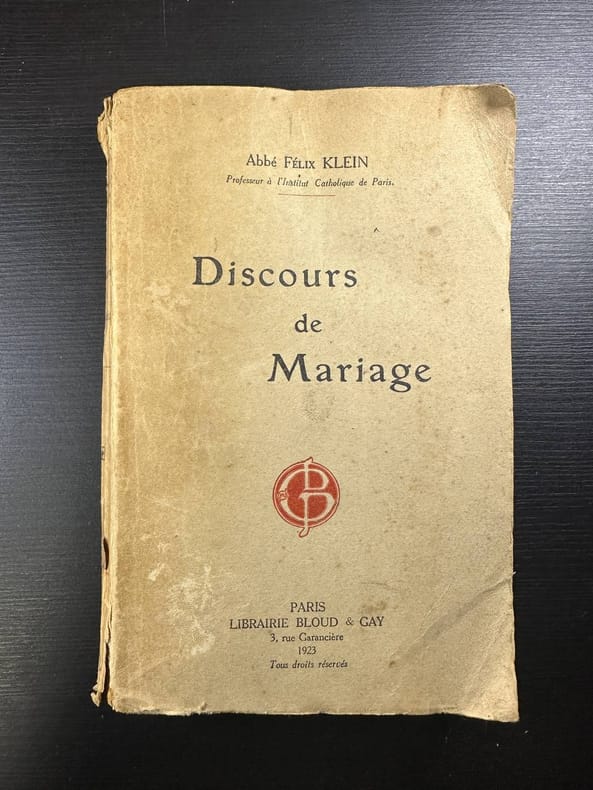 Abbé FÉLIX KLEIN
Professeur à l'Institut Catholique de Paris.
Discours
de
Mariage
PARIS
LIBRAIRIE BLOUD & GAY
3, rue Garancière
1923
Tous droits réservés